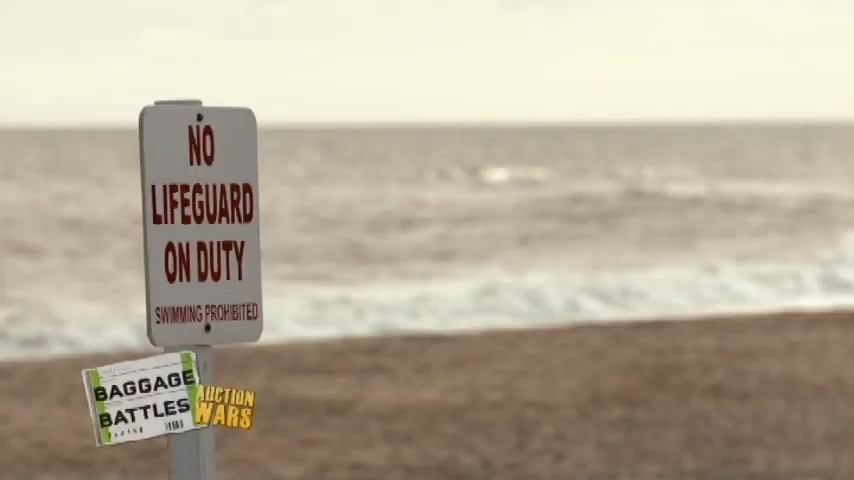 NO
LIFEGUARD
ON DUTY
SWIMMING PROHIBITED
BAGGAGE
BATTLES
AUCTION
WARS